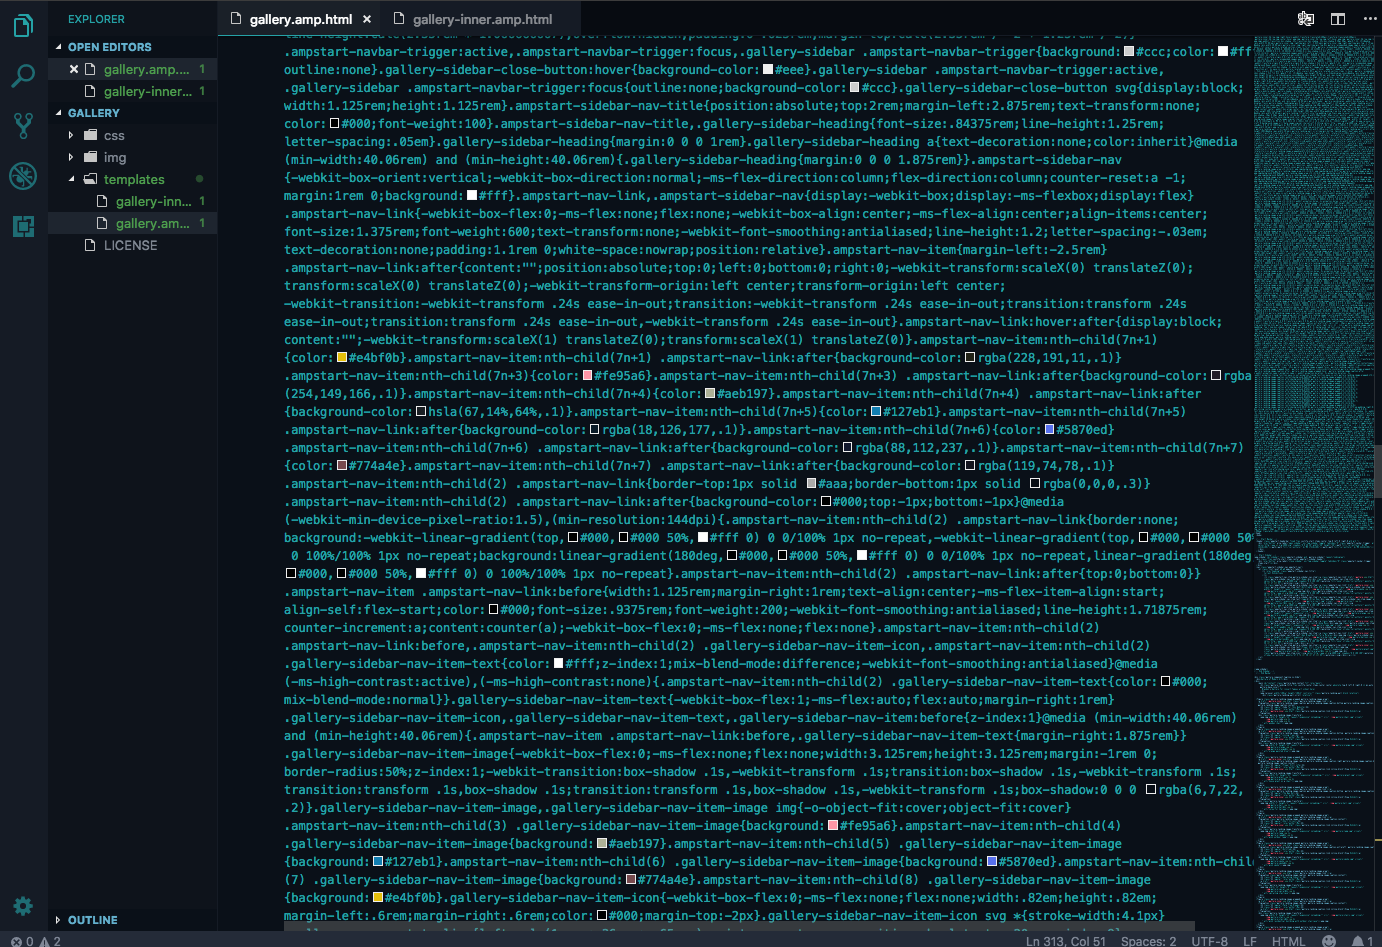 EXPLORER
OPEN EDITORS
gallery.amp.... 1
gallery-inner... 1
GALLERY
css
img
templates
gallery-inn... 1
gallery.am... 1
LICENSE
OUTLINE
gallery.amp.html
gallery-inner.amp.html
.ampstart-navbar-trigger:active,.ampstart-navbar-trigger:focus,.gallery-sidebar .ampstart-navbar-trigger{background:#ccc;color:#ff
outline:none}.gallery-sidebar-close-button:hover{background-color:#eee}.gallery-sidebar .ampstart-navbar-trigger:active,
.gallery-sidebar .ampstart-navbar-trigger:focus{outline:none;background-color:#ccc}.gallery-sidebar-close-button svg{display:block;
width:1.125rem;height:1.125rem}.ampstart-sidebar-nav-title{position:absolute;top:2rem;margin-left:2.875rem;text-transform:none;
color:#000;font-weight:100}.ampstart-sidebar-nav-title,.gallery-sidebar-heading{font-size:.84375rem;line-height:1.25rem;
letter-spacing:.05em}.gallery-sidebar-heading{margin:0 0 0 1rem}.gallery-sidebar-heading a{text-decoration:none;color:inherit}@media
(min-width:40.06rem) and (min-height:40.06rem){.gallery-sidebar-heading{margin:0 0 0 1.875rem}}.ampstart-sidebar-nav
{-webkit-box-orient:vertical;-webkit-box-direction:normal;-ms-flex-direction:column;flex-direction:column;counter-reset:a -1;
margin:1rem 0;background:#fff}.ampstart-nav-link,.ampstart-sidebar-nav{display:-webkit-box;display:-ms-flexbox;display:flex}
.ampstart-nav-link{-webkit-box-flex:0;-ms-flex:none;flex:none;-webkit-box-align:center;-ms-flex-align:center;align-items:center;
font-size:1.375rem;font-weight:600;text-transform:none;-webkit-font-smoothing:antialiased;line-height:1.2;letter-spacing:-.03em;
text-decoration:none;padding:1.1rem 0;white-space:nowrap;position:relative}.ampstart-nav-item{margin-left:-2.5rem}
.ampstart-nav-link:after{content:"";position:absolute;top:0;left:0;bottom:0;right:0;-webkit-transform:scaleX(0) translateZ(0);
transform:scaleX(0) translateZ(0);-webkit-transform-origin:left center;transform-origin:left center;
-webkit-transition:-webkit-transform .24s ease-in-out;transition:-webkit-transform .24s ease-in-out;transition:transform .24s
ease-in-out;transition:transform .24s ease-in-out,-webkit-transform .24s ease-in-out}.ampstart-nav-link:hover:after{display:block;
content:"";-webkit-transform:scaleX(1) translateZ(0);transform:scaleX(1) translateZ(0)}.ampstart-nav-item:nth-child(7n+1)
{color:#e4bf0b}.ampstart-nav-item:nth-child(7n+1) .ampstart-nav-link:after{background-color:rgba(228,191,11,.1)}
.ampstart-nav-item:nth-child(7n+3){color:#fe95a6}.ampstart-nav-item:nth-child(7n+3) .ampstart-nav-link:after{background-color:rgba
(254,149,166,.1)}.ampstart-nav-item:nth-child(7n+4){color:#aeb197}.ampstart-nav-item:nth-child(7n+4) .ampstart-nav-link:after
{background-color:hsla(67,14%,64%,.1)}.ampstart-nav-item:nth-child(7n+5){color:#127eb1}.ampstart-nav-item:nth-child(7n+5)
.ampstart-nav-link:after{background-color:rgba(18,126,177,.1)}.ampstart-nav-item:nth-child(7n+6){color:#5870ed}
.ampstart-nav-item:nth-child(7n+6) .ampstart-nav-link:after{background-color:rgba(88,112,237,.1)}.ampstart-nav-item:nth-child(7n+7)
{color:#774a4e}.ampstart-nav-item:nth-child(7n+7) .ampstart-nav-link:after{background-color:rgba(119,74,78,.1)}
.ampstart-nav-item:nth-child(2) .ampstart-nav-link{border-top:1px solid #aaa;border-bottom:1px solid rgba(0,0,0,.3)}
.ampstart-nav-item:nth-child(2) .ampstart-nav-link:after{background-color:#000;top:-1px;bottom:-1px}@media
(-webkit-min-device-pixel-ratio:1.5),(min-resolution:144dpi){.ampstart-nav-item:nth-child(2) .ampstart-nav-link{border:none;
background:-webkit-linear-gradient(top,#000,#000 50%,#fff 0) 0 0/100% 1px no-repeat,-webkit-linear-gradient(top,#000,#000 50
0 100%/100% 1px no-repeat;background:linear-gradient(180deg,#000,#000 50%,#fff 0) 0 0/100% 1px no-repeat,linear-gradient(180deg
#000,#000 50%,#fff 0) 0 100%/100% 1px no-repeat}.ampstart-nav-item:nth-child(2) .ampstart-nav-link:after{top:0;bottom:0}}
.ampstart-nav-item .ampstart-nav-link:before{width:1.125rem;margin-right:1rem;text-align:center;-ms-flex-item-align:start;
align-self:flex-start;color:#000;font-size:.9375rem;font-weight:200;-webkit-font-smoothing:antialiased;line-height:1.71875rem;
counter-increment:a;content:counter(a);-webkit-box-flex:0;-ms-flex:none;flex:none}.ampstart-nav-item:nth-child(2)
.ampstart-nav-link:before,.ampstart-nav-item:nth-child(2) .gallery-sidebar-nav-item-icon,.ampstart-nav-item:nth-child(2)
.gallery-sidebar-nav-item-text{color:#fff;z-index:1;mix-blend-mode:difference;-webkit-font-smoothing:antialiased}@media
(-ms-high-contrast:active),(-ms-high-contrast:none){.ampstart-nav-item:nth-child(2) .gallery-sidebar-nav-item-text{color:#000;
mix-blend-mode:normal}}.gallery-sidebar-nav-item-text{-webkit-box-flex:1;-ms-flex:auto;flex:auto;margin-right:1rem}
.gallery-sidebar-nav-item-icon,.gallery-sidebar-nav-item-text,.gallery-sidebar-nav-item:before{z-index:1}@media (min-width:40.06rem)
and (min-height:40.06rem){.ampstart-nav-item .ampstart-nav-link:before,.gallery-sidebar-nav-item-text{margin-right:1.875rem}}
.gallery-sidebar-nav-item-image{-webkit-box-flex:0;-ms-flex:none;flex:none;width:3.125rem;height:3.125rem;margin:-1rem 0;
border-radius:50%;z-index:1;-webkit-transition:box-shadow .1s,-webkit-transform .1s;transition:box-shadow .1s,-webkit-transform .1s;
transition:transform .1s,box-shadow .1s;transition:transform .1s,box-shadow .1s,-webkit-transform .1s;box-shadow:0 0 0 rgba(6,7,22,
.2)}.gallery-sidebar-nav-item-image,.gallery-sidebar-nav-item-image img{-o-object-fit:cover;object-fit:cover}
.ampstart-nav-item:nth-child(3) .gallery-sidebar-nav-item-image{background:#fe95a6}.ampstart-nav-item:nth-child(4)
.gallery-sidebar-nav-item-image{background:#aeb197}.ampstart-nav-item:nth-child(5) .gallery-sidebar-nav-item-image
{background:#127eb1}.ampstart-nav-item:nth-child(6) .gallery-sidebar-nav-item-image{background:#5870ed}.ampstart-nav-item:nth-chil
(7) .gallery-sidebar-nav-item-image{background:#774a4e}.ampstart-nav-item:nth-child(8) .gallery-sidebar-nav-item-image
{background:#e4bf0b}.gallery-sidebar-nav-item-icon{-webkit-box-flex:0;-ms-flex:none;flex:none;width:.82em;height:.82em;
margin-left:.6rem;margin-right:.6rem;color:#000;margin-top:-2px}.gallery-sidebar-nav-item-icon svg *{stroke-width:4.1px}
0 2
Ln 313, Col 51 Spaces: 2 UTF-8 LF HTML 1